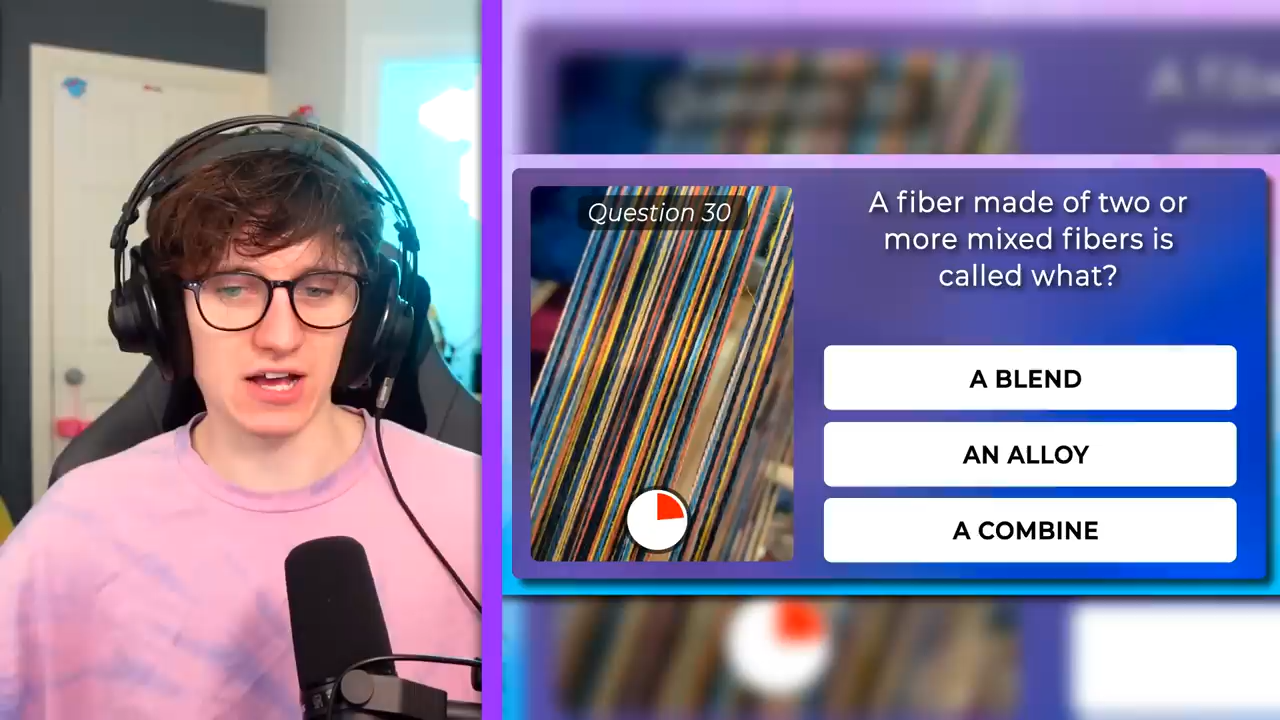 Question 30
A fiber made of two or
more mixed fibers is
called what?
A BLEND
AN ALLOY
A COMBINE